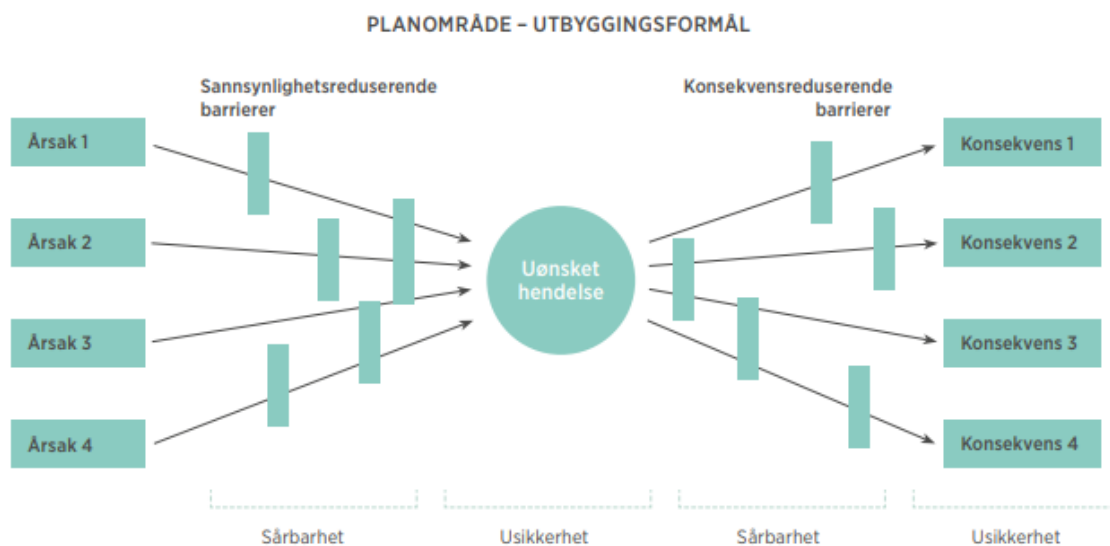 PLANOMRÅDE – UTBYGGINGSFORMÅL
Sannsynlighetsreduserende
barrierer
Konsekvensreduserende
barrierer
Årsak 1
Årsak 2
Årsak 3
Årsak 4
Uønsket
hendelse
Konsekvens 1
Konsekvens 2
Konsekvens 3
Konsekvens 4
Sårbarhet
Usikkerhet
Sårbarhet
Usikkerhet